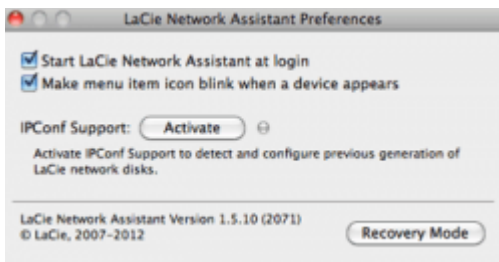 LaCie Network Assistant Preferences
Start LaCie Network Assistant at login
Make menu item icon blink when a device appears
IPConf Support: Activate
Activate IPConf Support to detect and configure previous generation of
LaCie network disks.
LaCie Network Assistant Version 1.5.10 (2071)
© LaCie, 2007-2012
Recovery Mode